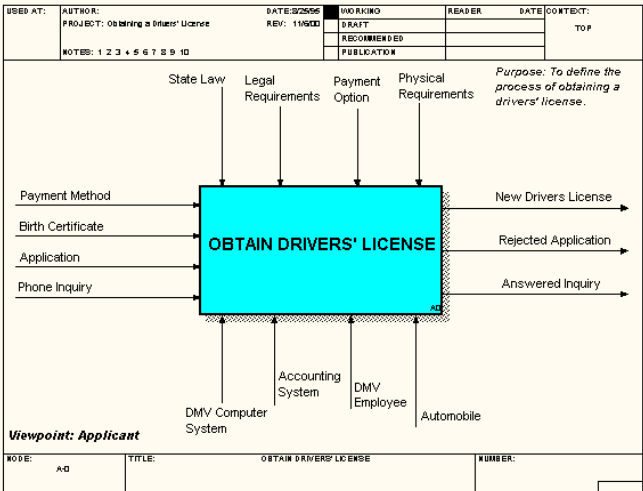 USED AT:
AUTHOR:
DATE:8/25/95
WORKING
READER
DATE
CONTEXT:
PROJECT: Obtaining a Drivers' License
REV: 11/6/00
DRAFT
TOP
RECOMMENDED
NOTES: 1 2 3 4 5 6 7 8 9 10
PUBLICATION
State Law
Legal
Requirements
Payment
Option
Physical
Requirements
Purpose: To define the
process of obtaining a
drivers' license.
Payment Method
Birth Certificate
Application
Phone Inquiry
OBTAIN DRIVERS' LICENSE
A0
New Drivers License
Rejected Application
Answered Inquiry
DMV Computer
System
Accounting
System
DMV
Employee
Automobile
Viewpoint: Applicant
NODE:
A-0
TITLE:
OBTAIN DRIVERS' LICENSE
NUMBER: